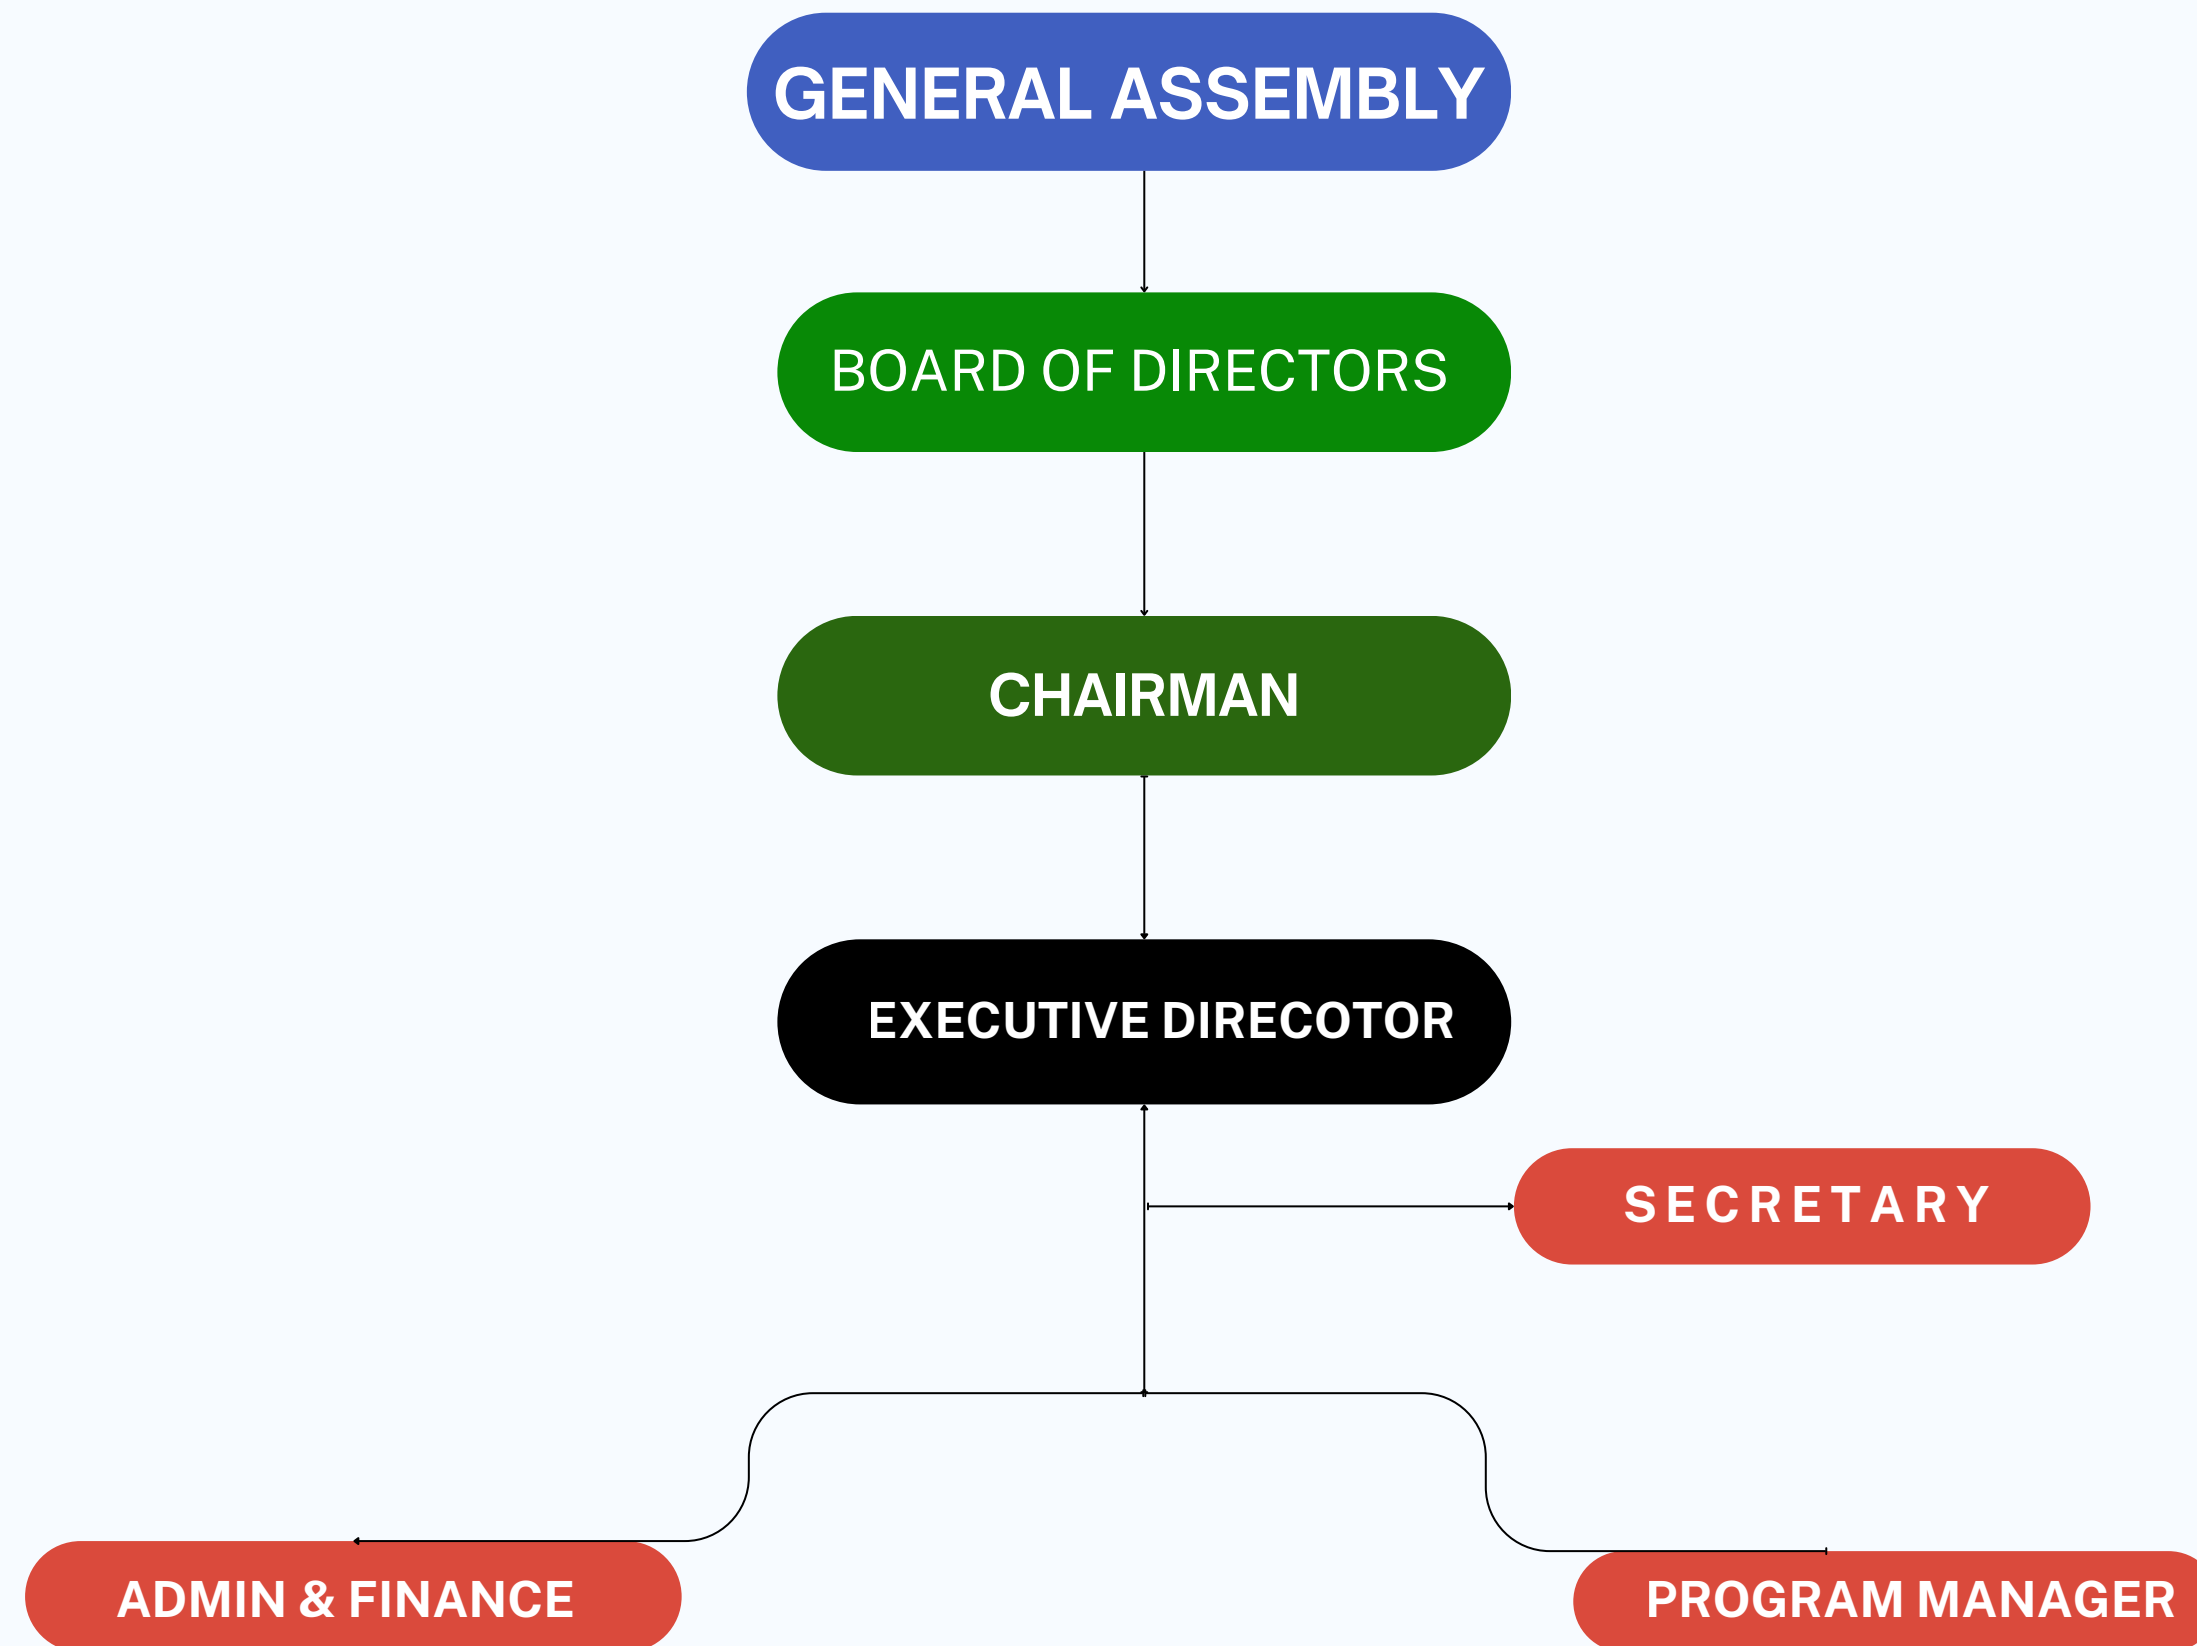 GENERAL ASSEMBLY
BOARD OF DIRECTORS
CHAIRMAN
EXECUTIVE DIRECOTOR
SECRETARY
ADMIN & FINANCE
PROGRAM MANAGER